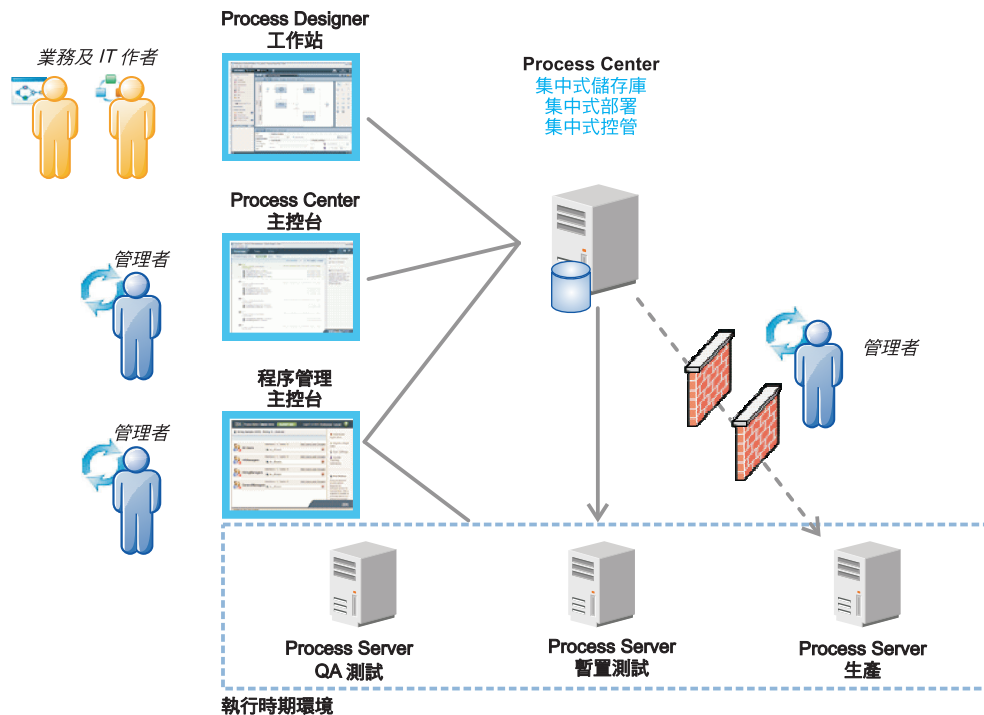 Process Designer
工作站
業務及 IT 作者
Process Center
集中式儲存庫
集中式部署
集中式控管
Process Center
主控台
管理者
管理者
程序管理
主控台
管理者
Process Server
QA 測試
Process Server
暫置測試
Process Server
生產
執行時期環境